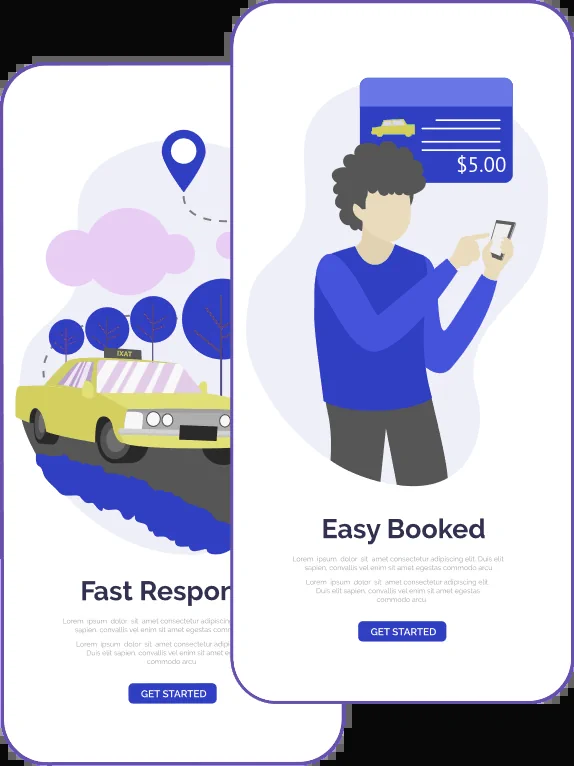 IXAT
Fast Respon
Lorem ipsum dolor sit amet consectetur adipiscing
sapien, convallis vel enim sit amet egestas comm
Lorem ipsum dolor sit amet consectetur adipi
Duis elit sapien, convallis vel enim sit amet e
commodo arcu
GET STARTED
$5.00
Easy Booked
Lorem ipsum dolor sit amet consectetur adipiscing elit. Duis elit
sapien, convallis vel enim sit amet egestas commodo arcu
Lorem ipsum dolor sit amet consectetur adipiscing elit.
Duis elit sapien, convallis vel enim sit amet egestas
commodo arcu
GET STARTED